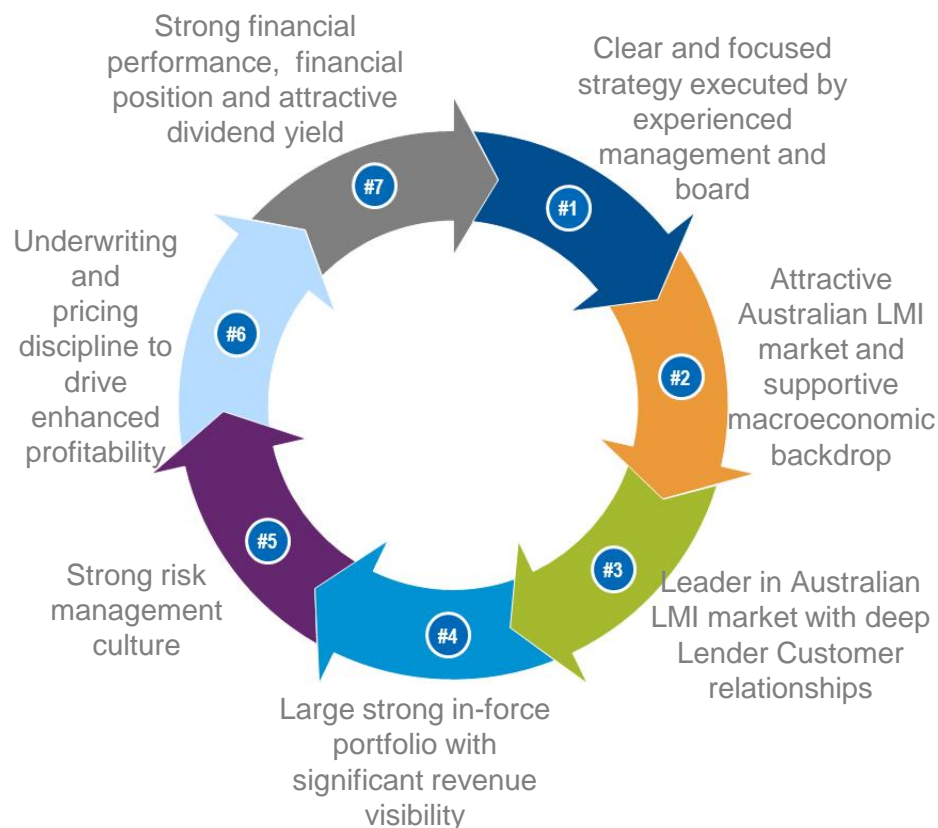 Strong financial
performance, financial
position and attractive
dividend yield
#7
Clear and focused
strategy executed by
experienced
management and
board
#1
Attractive
Australian LMI
market and
supportive
macroeconomic
backdrop
#2
Leader in Australian
LMI market with deep
Lender Customer
relationships
#3
Large strong in-force
portfolio with
significant revenue
visibility
#4
Strong risk
management
culture
#5
Underwriting
and
pricing
discipline to
drive
enhanced
profitability
#6